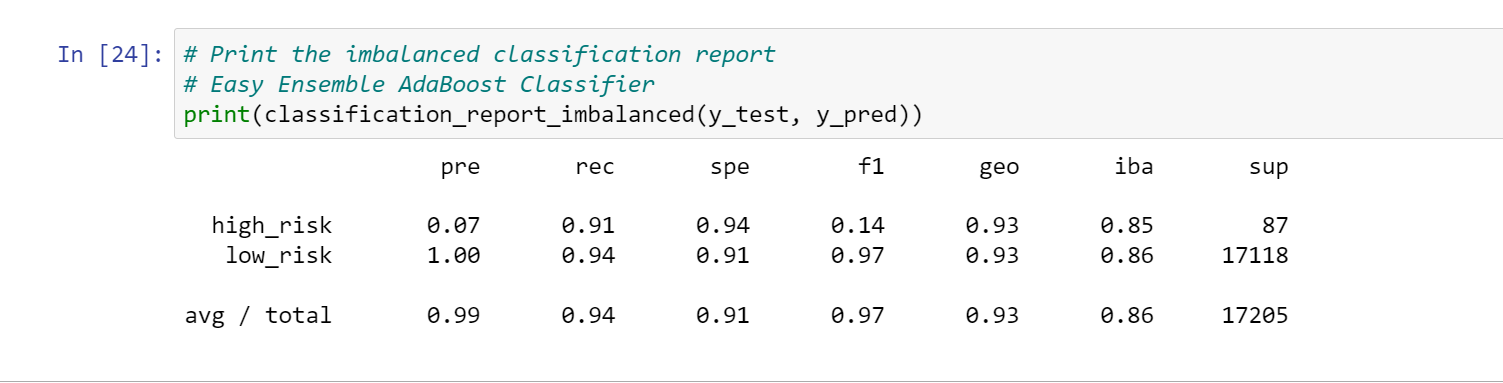 In [24]: # Print the imbalanced classification report
# Easy Ensemble AdaBoost Classifier
print(classification_report_imbalanced(y_test, y_pred))
pre rec spe f1 geo iba sup
high_risk 0.07 0.91 0.94 0.14 0.93 0.85 87
low_risk 1.00 0.94 0.91 0.97 0.93 0.86 17118
avg / total 0.99 0.94 0.91 0.97 0.93 0.86 17205